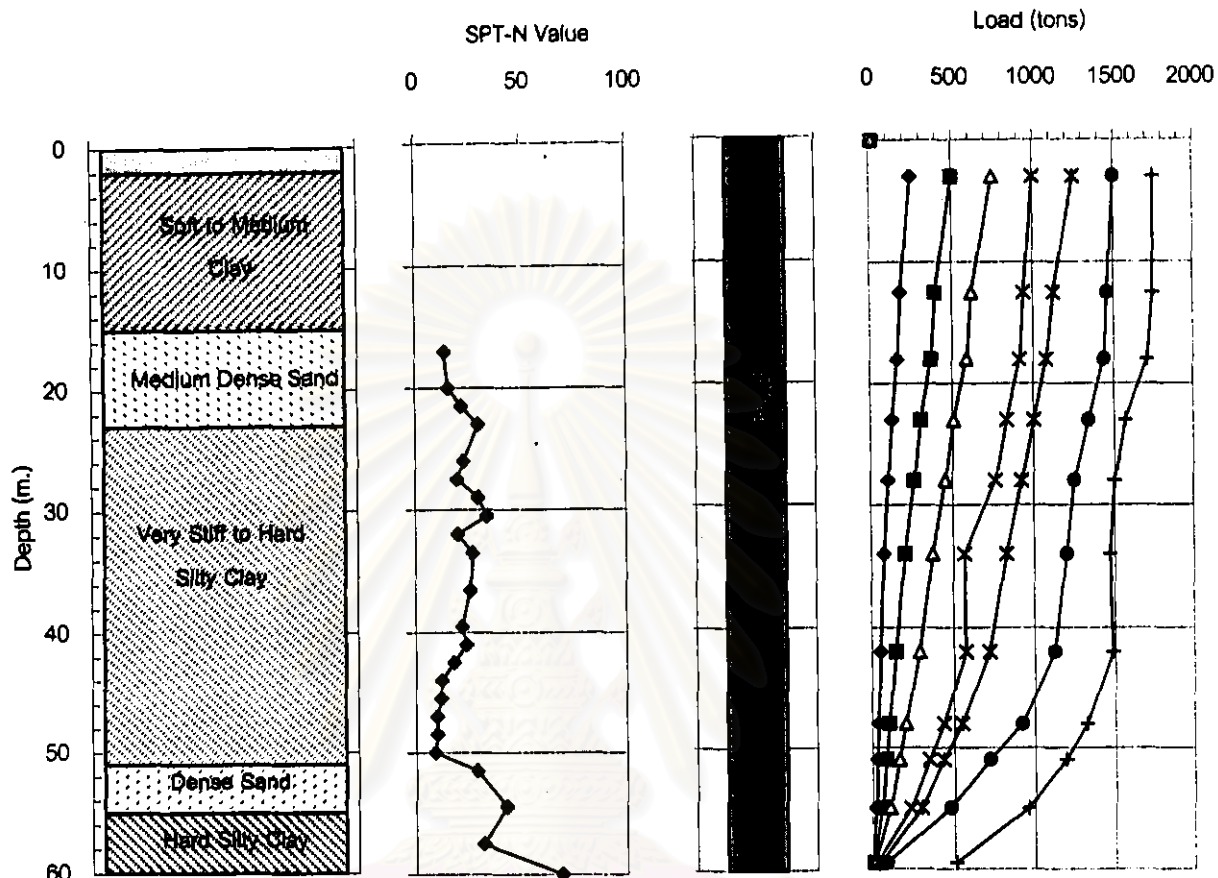 SPT-N Value
Load (tons)
0 50 100
0 500 1000 1500 2000
Depth (m.)
0
10
20
30
40
50
60
Soft to Medium
Clay
Medium Dense Sand
Very Stiff to Hard
Silty Clay
Dense Sand
Hard Silty Clay